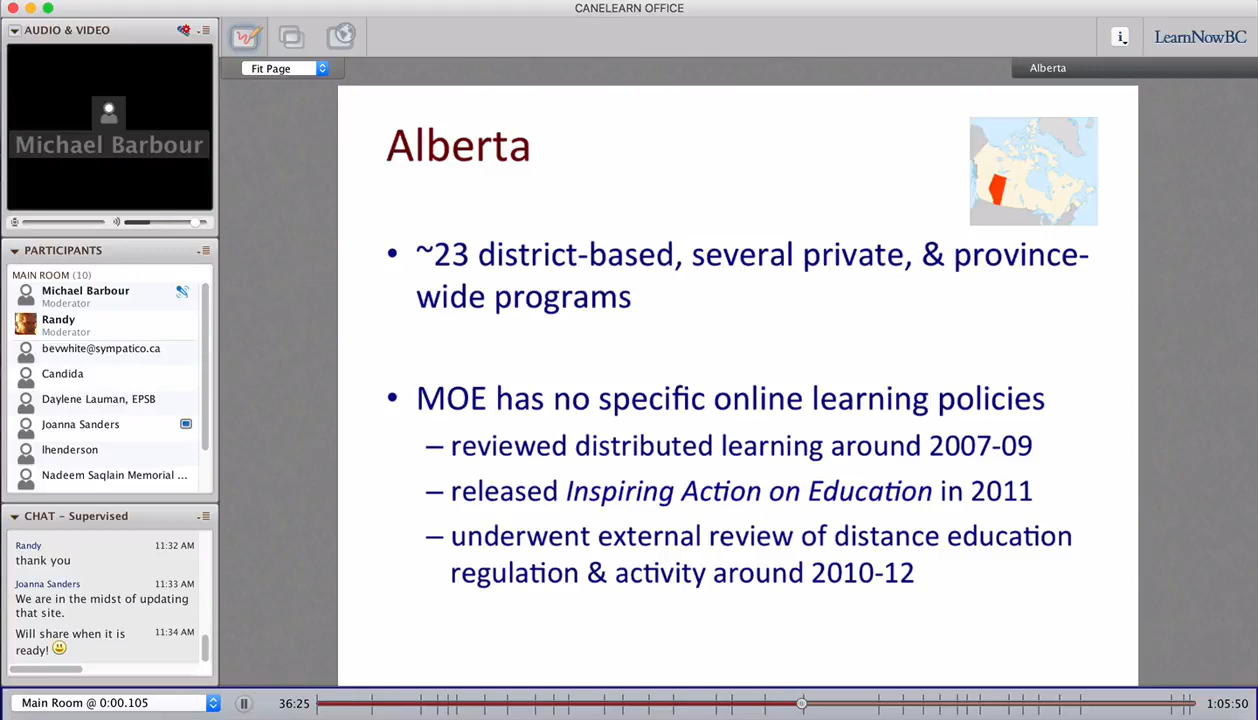 CANELEARN OFFICE
AUDIO & VIDEO
Michael Barbour
PARTICIPANTS
MAIN ROOM (10)
Michael Barbour
Moderator
Randy
Moderator
bevwhite@sympatico.ca
Candida
Daylene Lauman, EPSB
Joanna Sanders
lhenderson
Nadeem Saqlain Memorial ...
CHAT – Supervised
Randy 11:32 AM
thank you
Joanna Sanders 11:33 AM
We are in the midst of updating
that site.
Will share when it is 11:34 AM
ready!
Main Room @ 0:00.105
36:25
1:05:50
Fit Page
i
LearnNowBC
Alberta
Alberta
• ~23 district-based, several private, & province-
wide programs
• MOE has no specific online learning policies
– reviewed distributed learning around 2007-09
– released Inspiring Action on Education in 2011
– underwent external review of distance education
regulation & activity around 2010-12